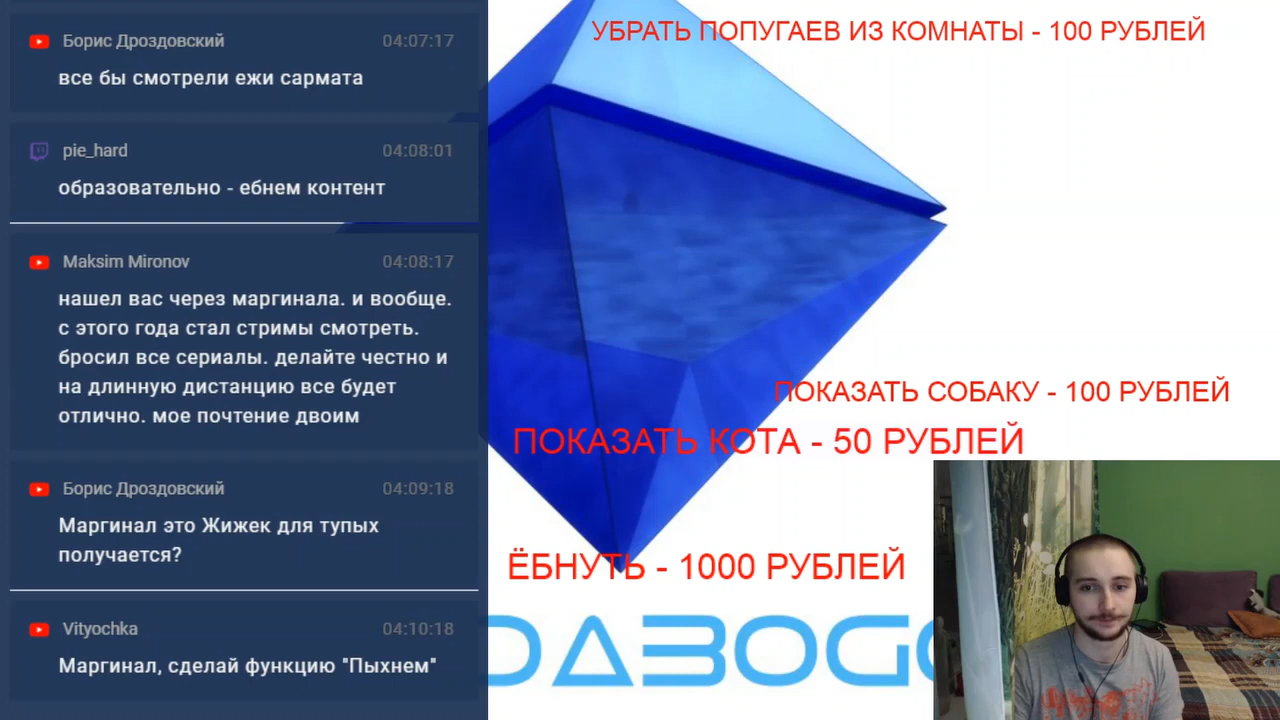 Борис Дроздовский 04:07:17
все бы смотрели ежи сармата
pie_hard 04:08:01
образовательно - ебнем контент
Maksim Mironov 04:08:17
нашел вас через маргинала. и вообще.
с этого года стал стримы смотреть.
бросил все сериалы. делайте честно и
на длинную дистанцию все будет
отлично. мое почтение двоим
Борис Дроздовский 04:09:18
Маргинал это Жижек для тупых
получается?
Vityochka 04:10:18
Маргинал, сделай функцию "Пыхнем"
УБРАТЬ ПОПУГАЕВ ИЗ КОМНАТЫ - 100 РУБЛЕЙ
ПОКАЗАТЬ СОБАКУ - 100 РУБЛЕЙ
ПОКАЗАТЬ КОТА - 50 РУБЛЕЙ
ЁБНУТЬ - 1000 РУБЛЕЙ